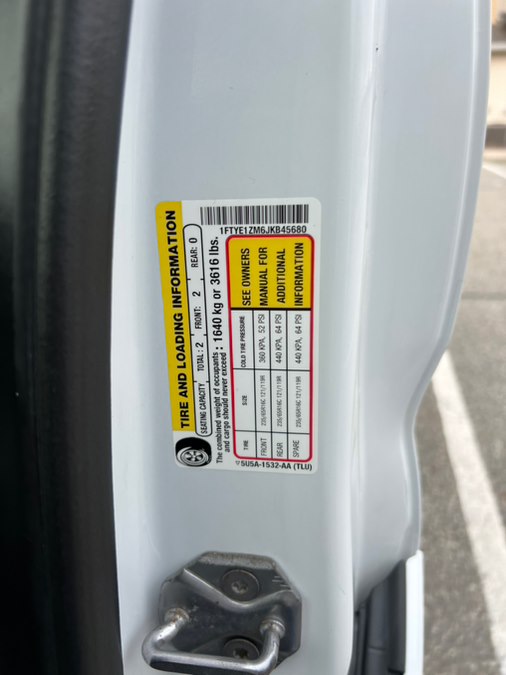 TIRE AND LOADING INFORMATION
SEATING CAPACITY TOTAL: 2 FRONT: 2 REAR: 0
The combined weight of occupants : 1640 kg or 3616 lbs.
and cargo should never exceed
1FTYE1ZM6JKB45680
TIRE SIZE COLD TIRE PRESSURE SEE OWNERS
FRONT 235/65R16C 121/119R 360 KPA, 52 PSI MANUAL FOR
REAR 235/65R16C 121/119R 440 KPA, 64 PSI ADDITIONAL
SPARE 235/65R16C 121/119R 440 KPA, 64 PSI INFORMATION
5U5A-1532-AA (TLU)